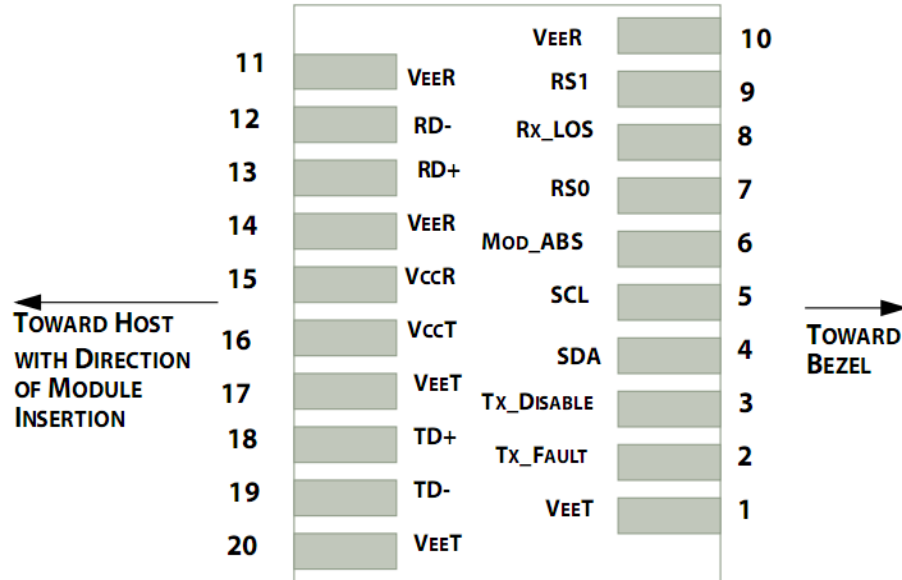 VEER 10
11 VEER
RS1 9
12 RD-
RX_LOS 8
13 RD+
RS0 7
14 VEER
MOD_ABS 6
15 VCCR
SCL 5
TOWARD HOST
WITH DIRECTION
OF MODULE
INSERTION
TOWARD
BEZEL
16 VCCT
SDA 4
17 VEET
TX_DISABLE 3
18 TD+
TX_FAULT 2
19 TD-
VEET 1
20 VEET